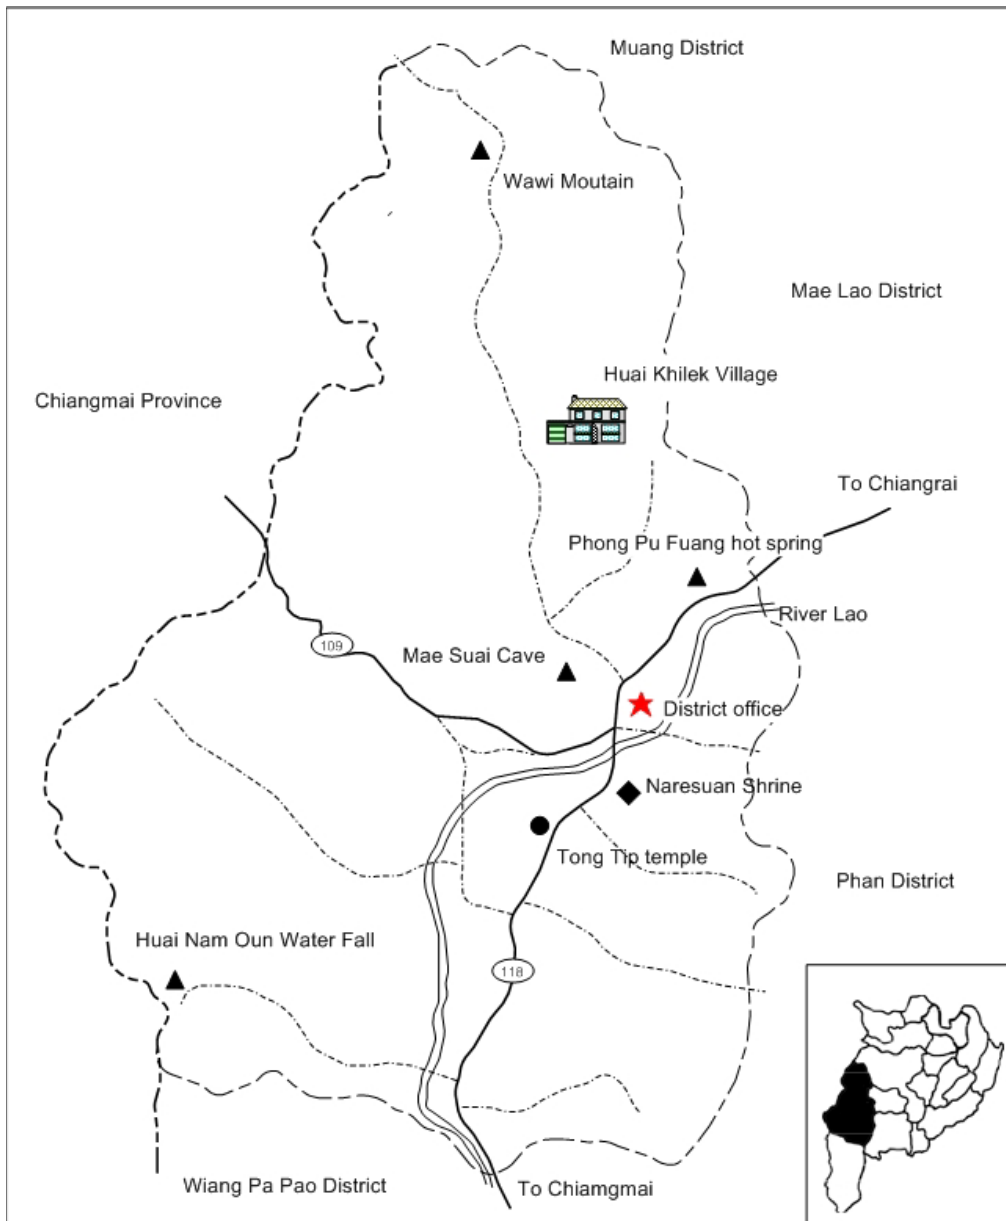 Muang District
Wawi Moutain
Mae Lao District
Huai Khilek Village
Chiangmai Province
To Chiangrai
Phong Pu Fuang hot spring
River Lao
109
Mae Suai Cave
District office
Naresuan Shrine
Tong Tip temple
Phan District
Huai Nam Oun Water Fall
118
Wiang Pa Pao District
To Chiamgmai